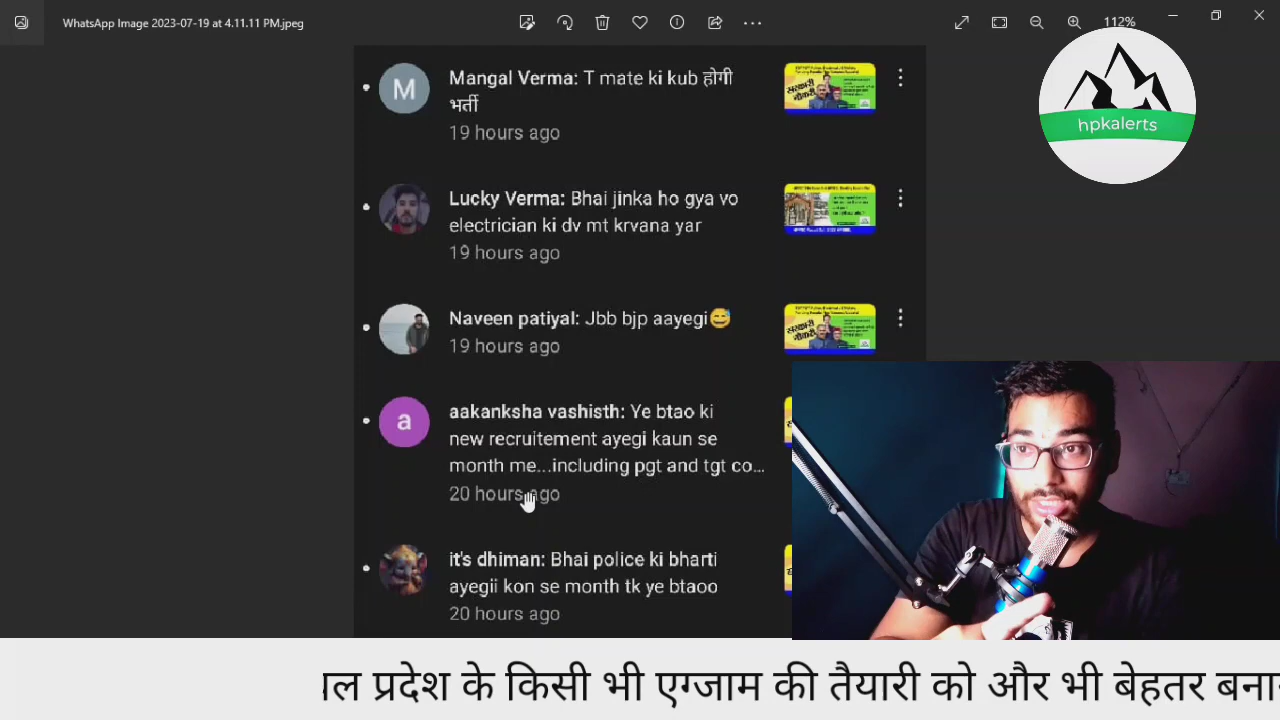 WhatsApp Image 2023-07-19 at 4.11.11 PM.jpeg
112%
hpkalerts
Mangal Verma: T mate ki kub होगी
भर्ती
19 hours ago
Lucky Verma: Bhai jinka ho gya vo
electrician ki dv mt krvana yar
19 hours ago
Naveen patiyal: Jbb bjp aayegi😅
19 hours ago
aakanksha vashisth: Ye btao ki
new recruitement ayegi kaun se
month me...including pgt and tgt co...
20 hours ago
it's dhiman: Bhai police ki bharti
ayegii kon se month tk ye btaoo
20 hours ago
सरकारी
नौकरी
प्रदेश के किसी भी एग्जाम की तैयारी को और भी बेहतर